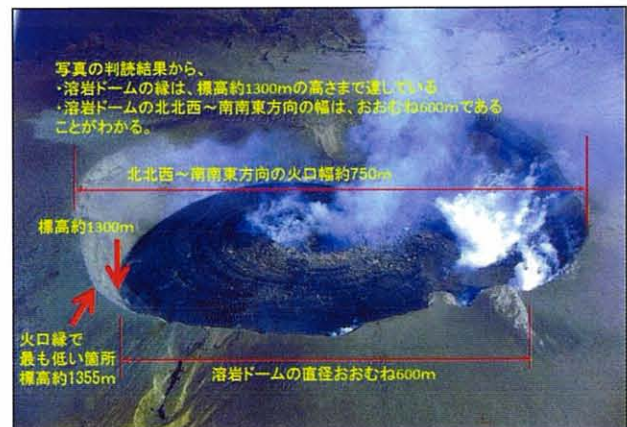 写真の判読結果から、
・溶岩ドームの縁は、標高約1300mの高さまで達している
・溶岩ドームの北北西～南南東方向の幅は、おおむね600mである
ことがわかる。
北北西～南南東方向の火口幅約750m
標高約1300m
火口縁で
最も低い箇所
標高約1355m
溶岩ドームの直径おおむね600m